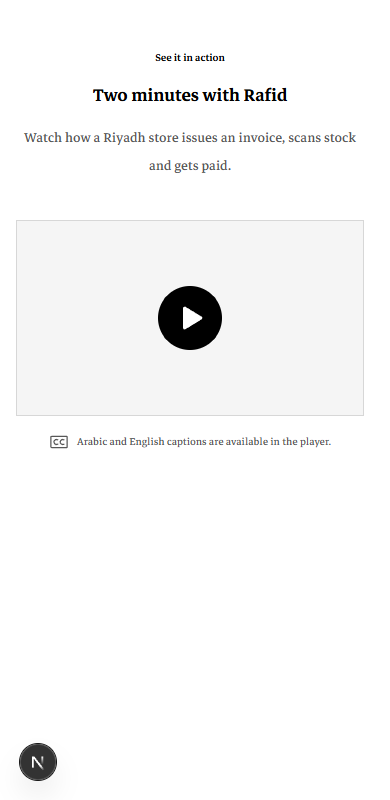 See it in action
Two minutes with Rafid
Watch how a Riyadh store issues an invoice, scans stock
and gets paid.
CC Arabic and English captions are available in the player.
N